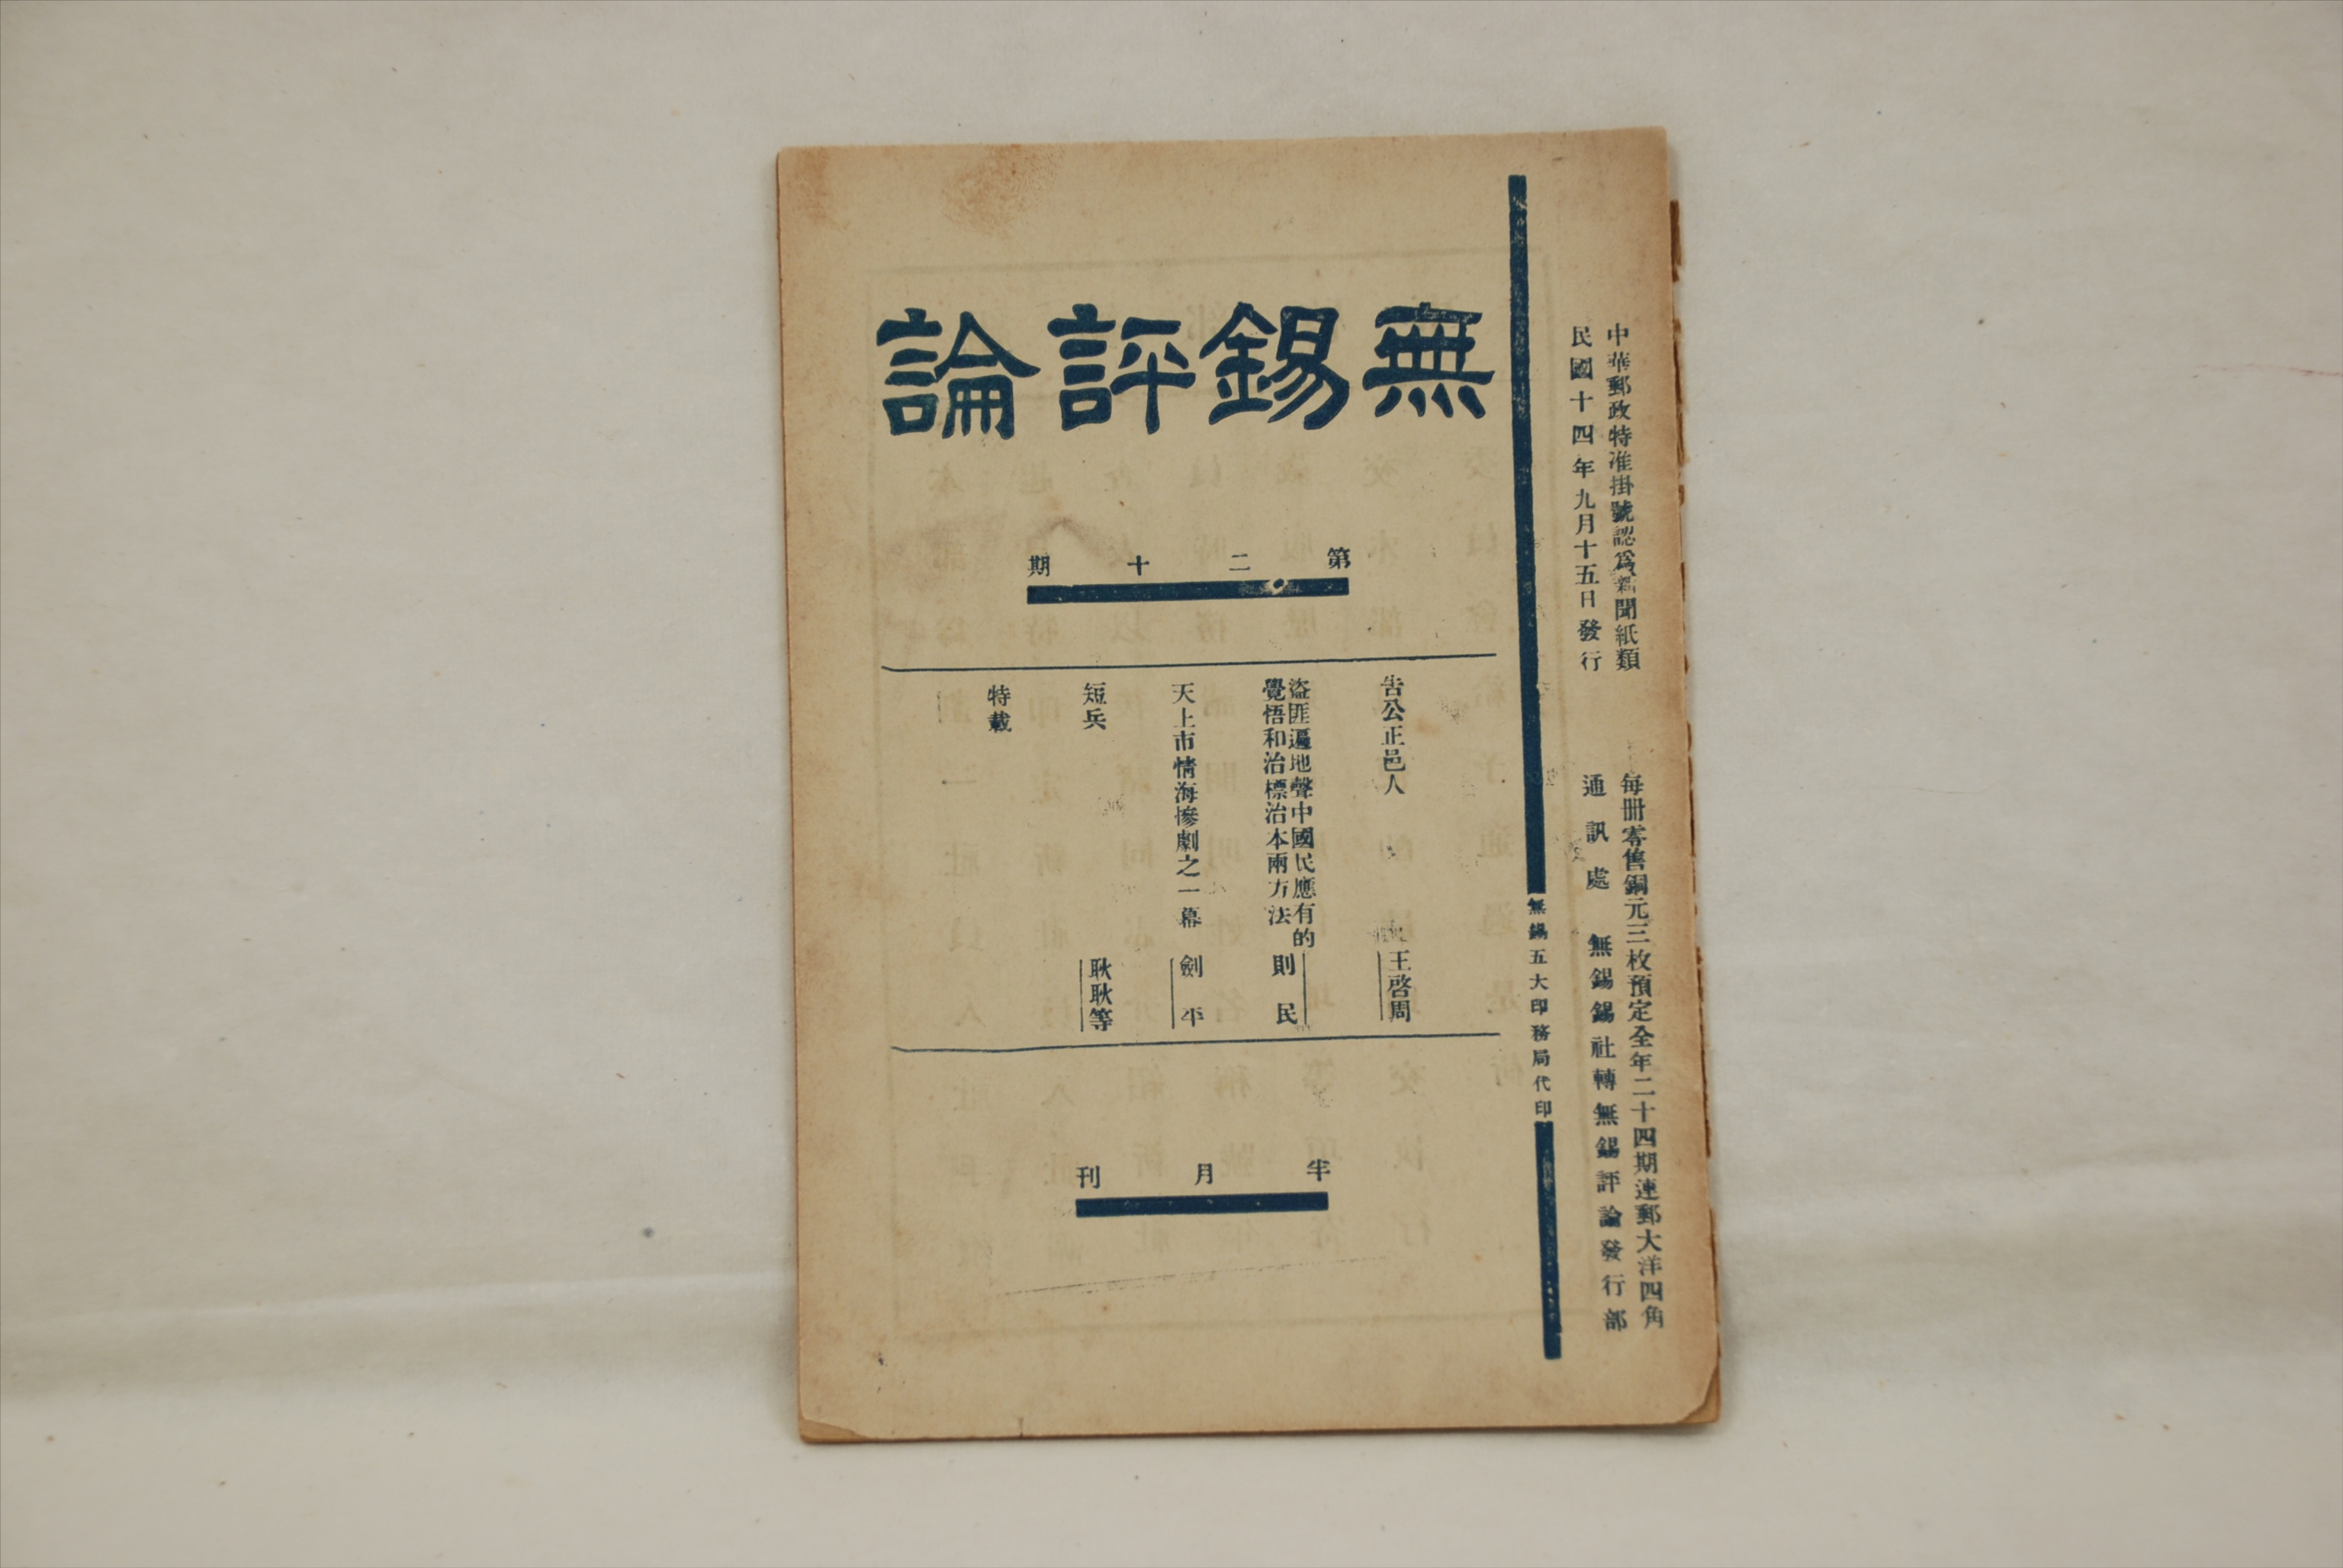 中華郵政特准掛號認爲新聞紙類
民國十四年九月十五日發行
每冊零售銅元三枚預定全年二十四期連郵大洋四角
通訊處　無錫錫社轉無錫評論發行部
無錫五大印務局代印
無錫評論
第二十期
告公正邑人　王啓周
盜匪遍地聲中國民應有的
覺悟和治標治本兩方法　則民
天上市情海慘劇之一幕　劍平
短兵　耿耿等
特載
半月刊